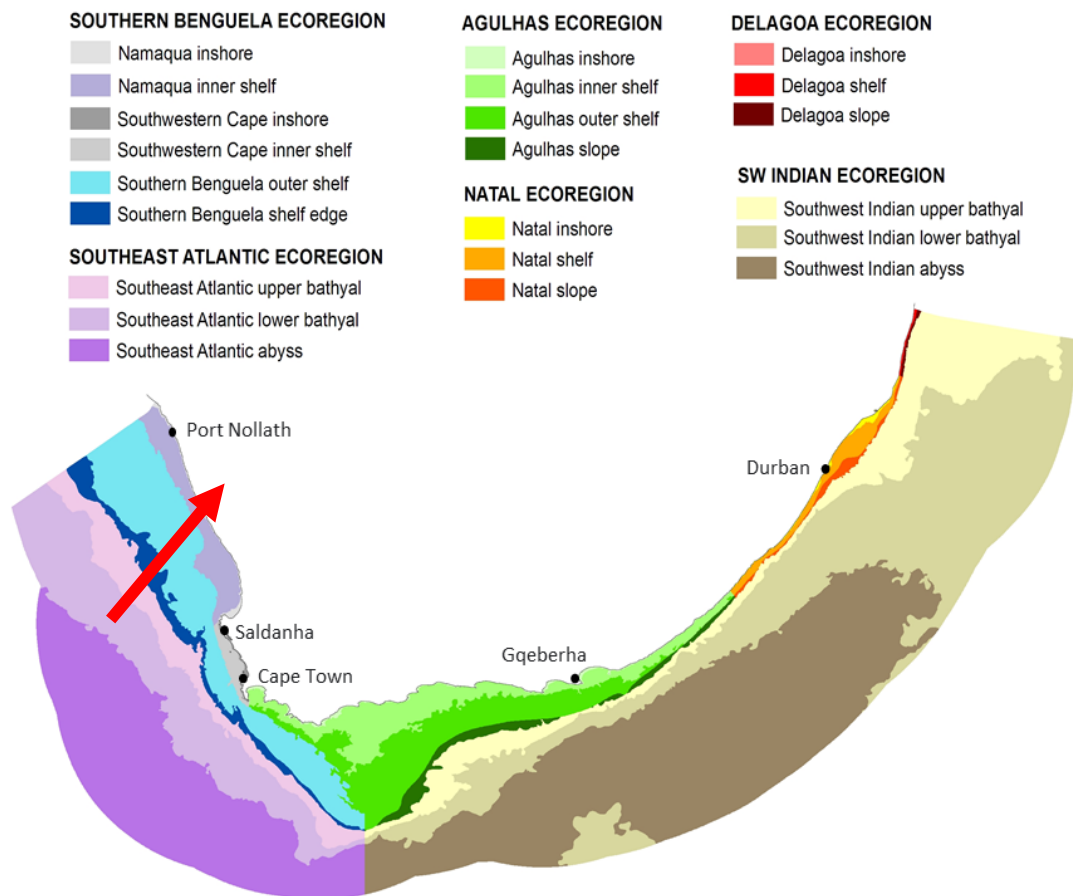 SOUTHERN BENGUELA ECOREGION
Namaqua inshore
Namaqua inner shelf
Southwestern Cape inshore
Southwestern Cape inner shelf
Southern Benguela outer shelf
Southern Benguela shelf edge
SOUTHEAST ATLANTIC ECOREGION
Southeast Atlantic upper bathyal
Southeast Atlantic lower bathyal
Southeast Atlantic abyss
AGULHAS ECOREGION
Agulhas inshore
Agulhas inner shelf
Agulhas outer shelf
Agulhas slope
NATAL ECOREGION
Natal inshore
Natal shelf
Natal slope
DELAGOA ECOREGION
Delagoa inshore
Delagoa shelf
Delagoa slope
SW INDIAN ECOREGION
Southwest Indian upper bathyal
Southwest Indian lower bathyal
Southwest Indian abyss
Port Nollath
Durban
Saldanha
Gqeberha
Cape Town